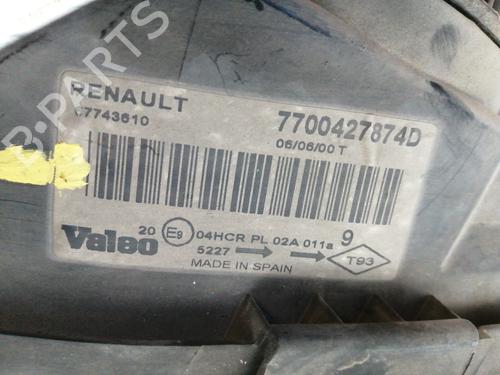 B-PARTS
RENAULT
7700427874D
67743610
06/06/00 T
Valeo
20 E9 04HCR PL 02A 011a 9
5227
T93
MADE IN SPAIN